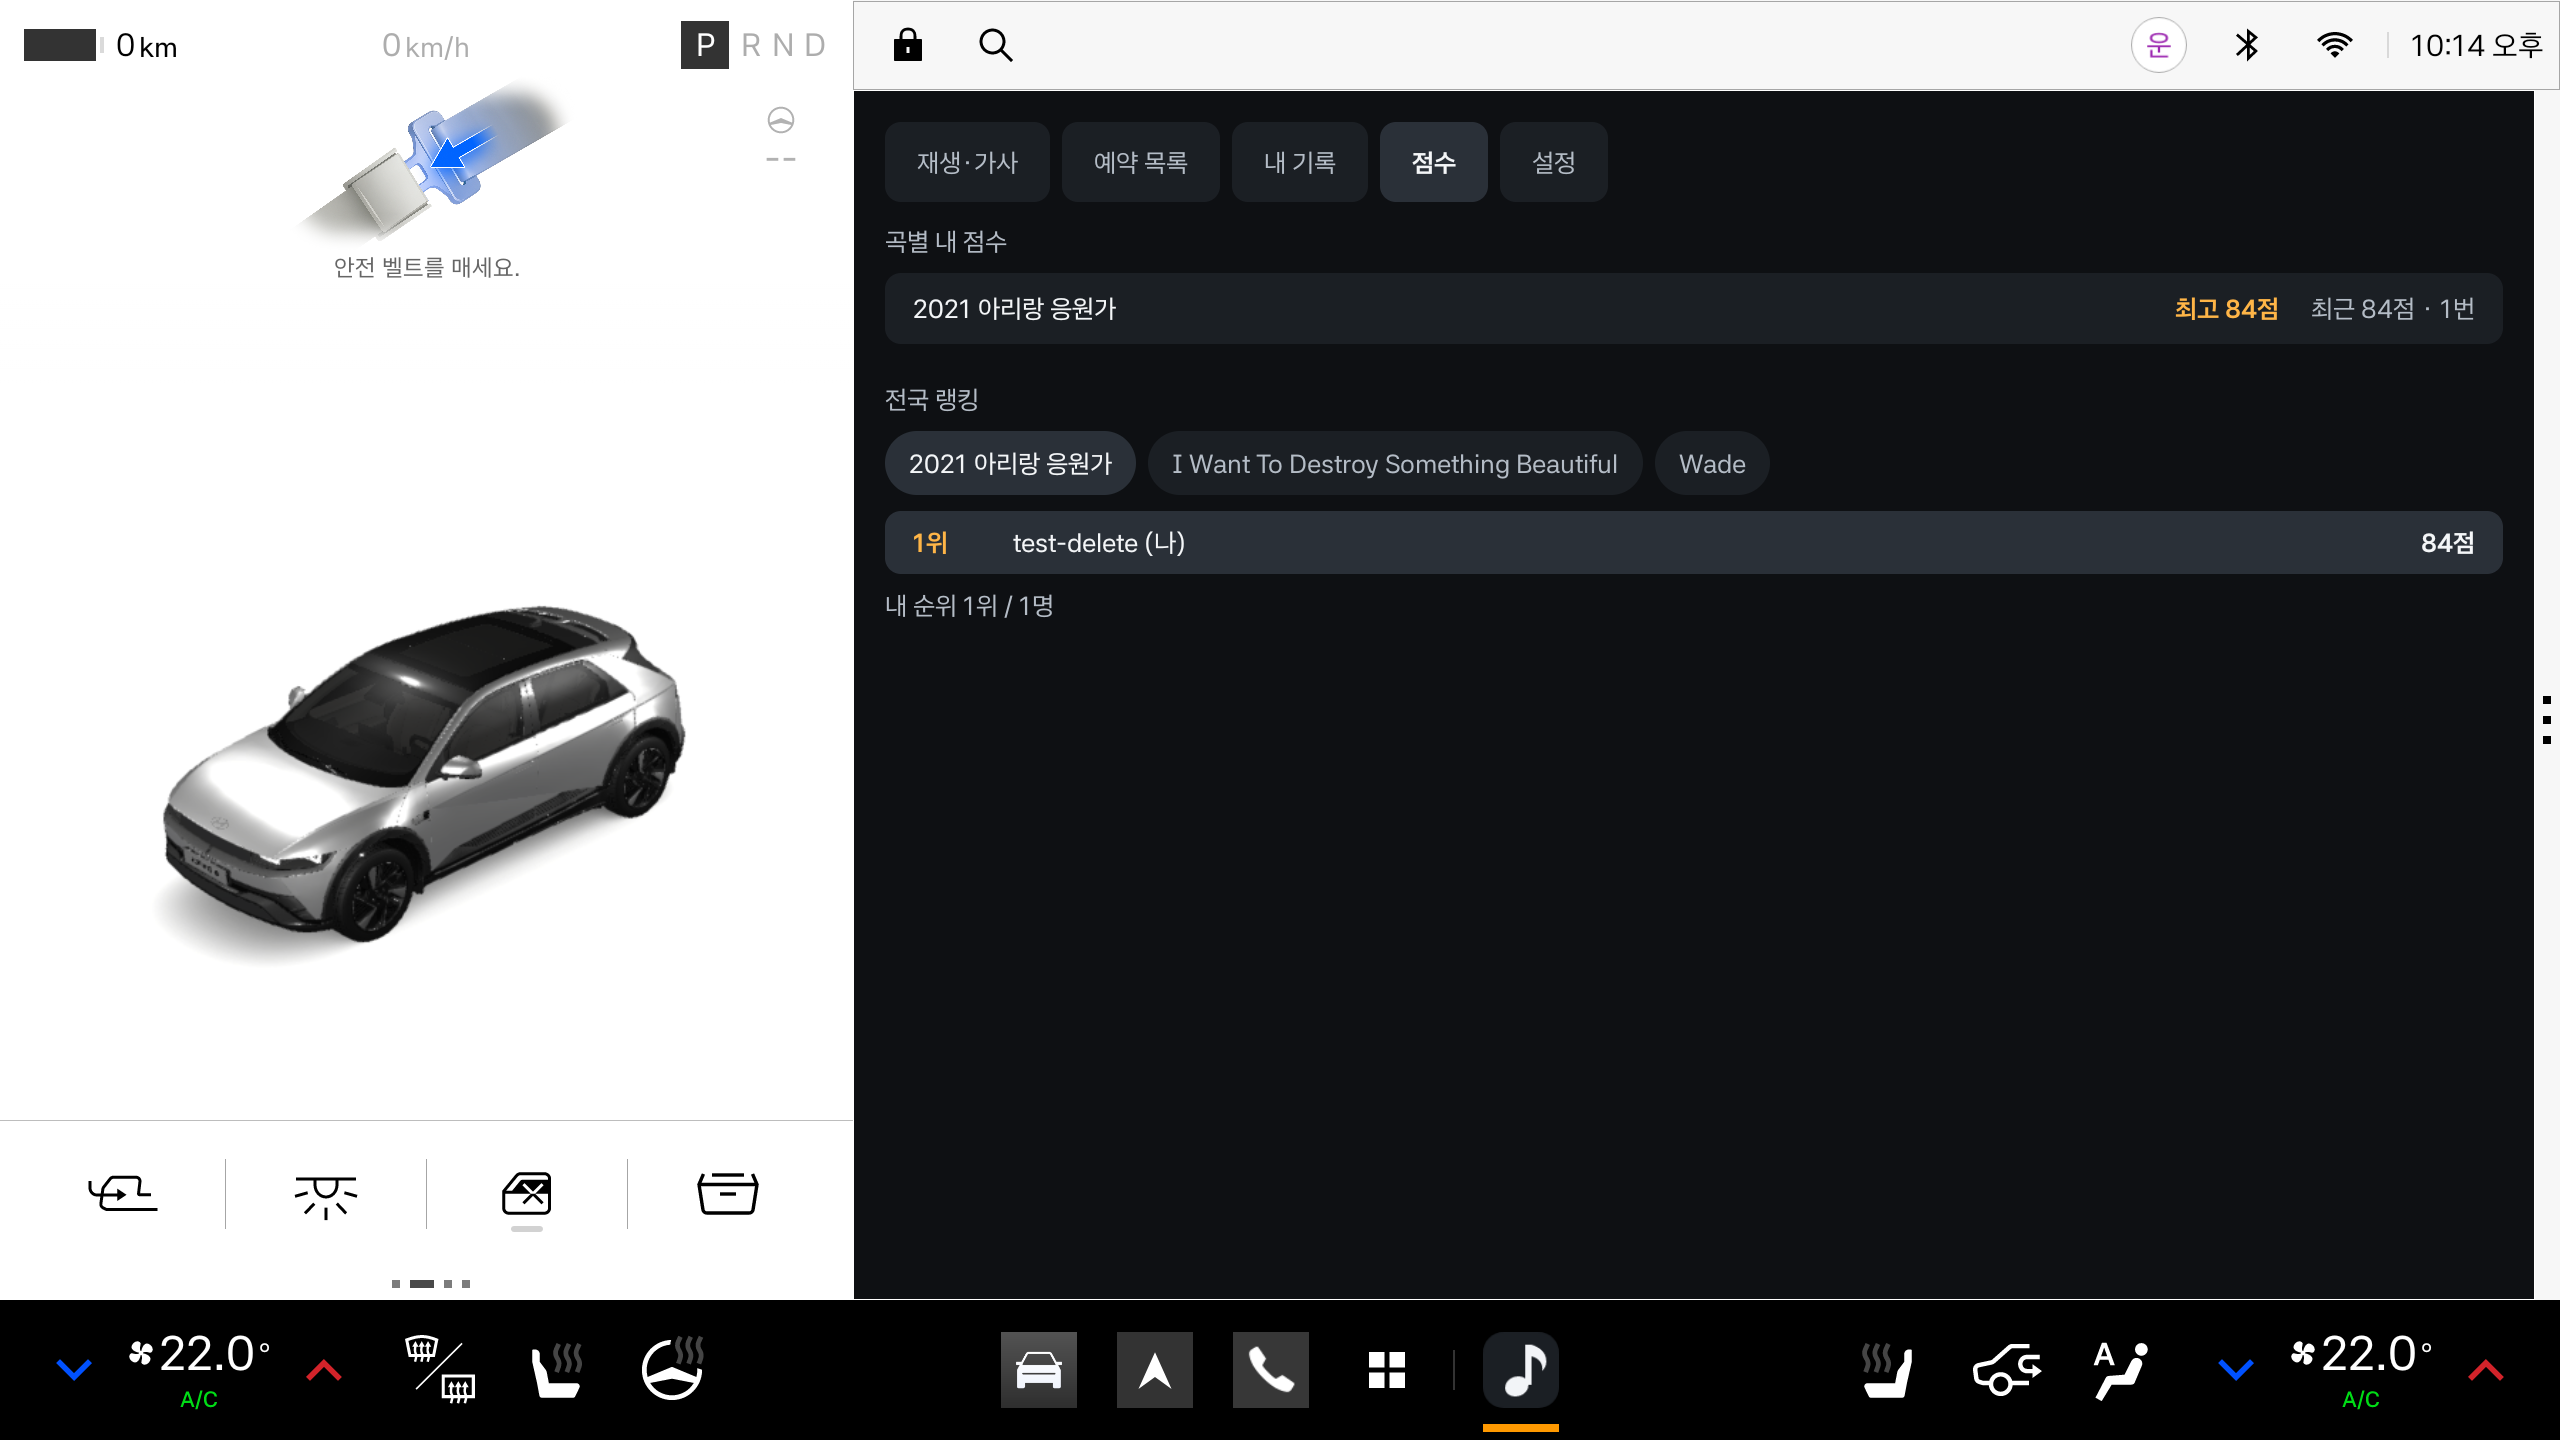 0 km
0 km/h
P R N D
안전 벨트를 매세요.
운
10:14 오후
재생·가사
예약 목록
내 기록
점수
설정
곡별 내 점수
2021 아리랑 응원가
최고 84점
최근 84점 · 1번
전국 랭킹
2021 아리랑 응원가
I Want To Destroy Something Beautiful
Wade
1위
test-delete (나)
84점
내 순위 1위 / 1명
22.0°
A/C
A
22.0°
A/C